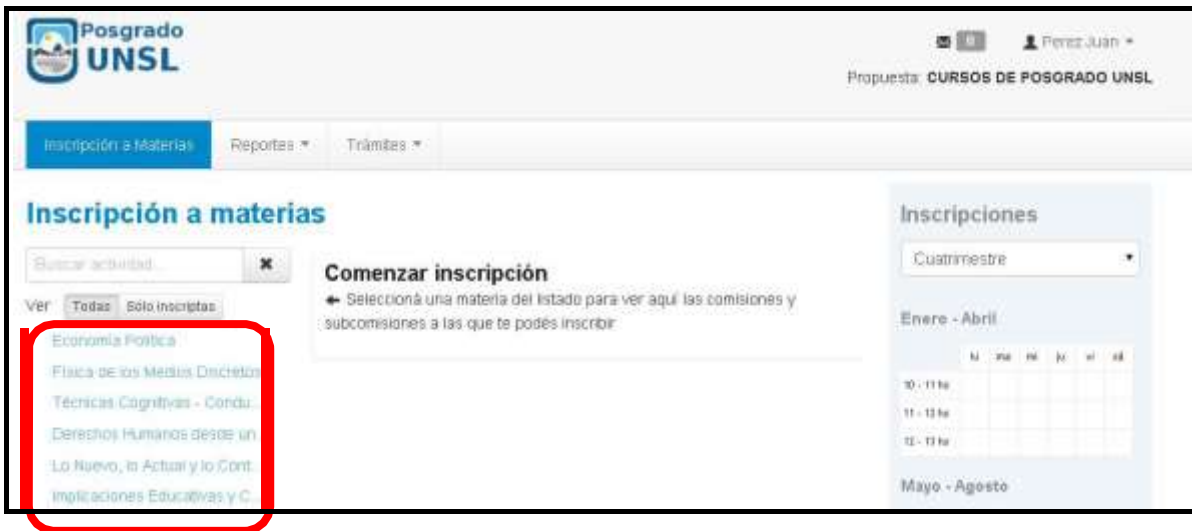 Posgrado
UNSL
0
Perez Juan
Propuesta: CURSOS DE POSGRADO UNSL
Inscripción a Materias
Reportes
Trámites
Inscripción a materias
Buscar actividad...
Ver Todas Sólo inscriptas
Economía Política
Física de los Medios Discretos
Técnicas Cognitivas - Condu...
Derechos Humanos desde un ...
Lo Nuevo, lo Actual y lo Cont...
Implicaciones Educativas y C...
Comenzar inscripción
Seleccioná una materia del listado para ver aquí las comisiones y
subcomisiones a las que te podés inscribir
Inscripciones
Cuatrimestre
Enero - Abril
lu ma mi ju vi sá
10 - 11 hs
11 - 12 hs
12 - 13 hs
Mayo - Agosto